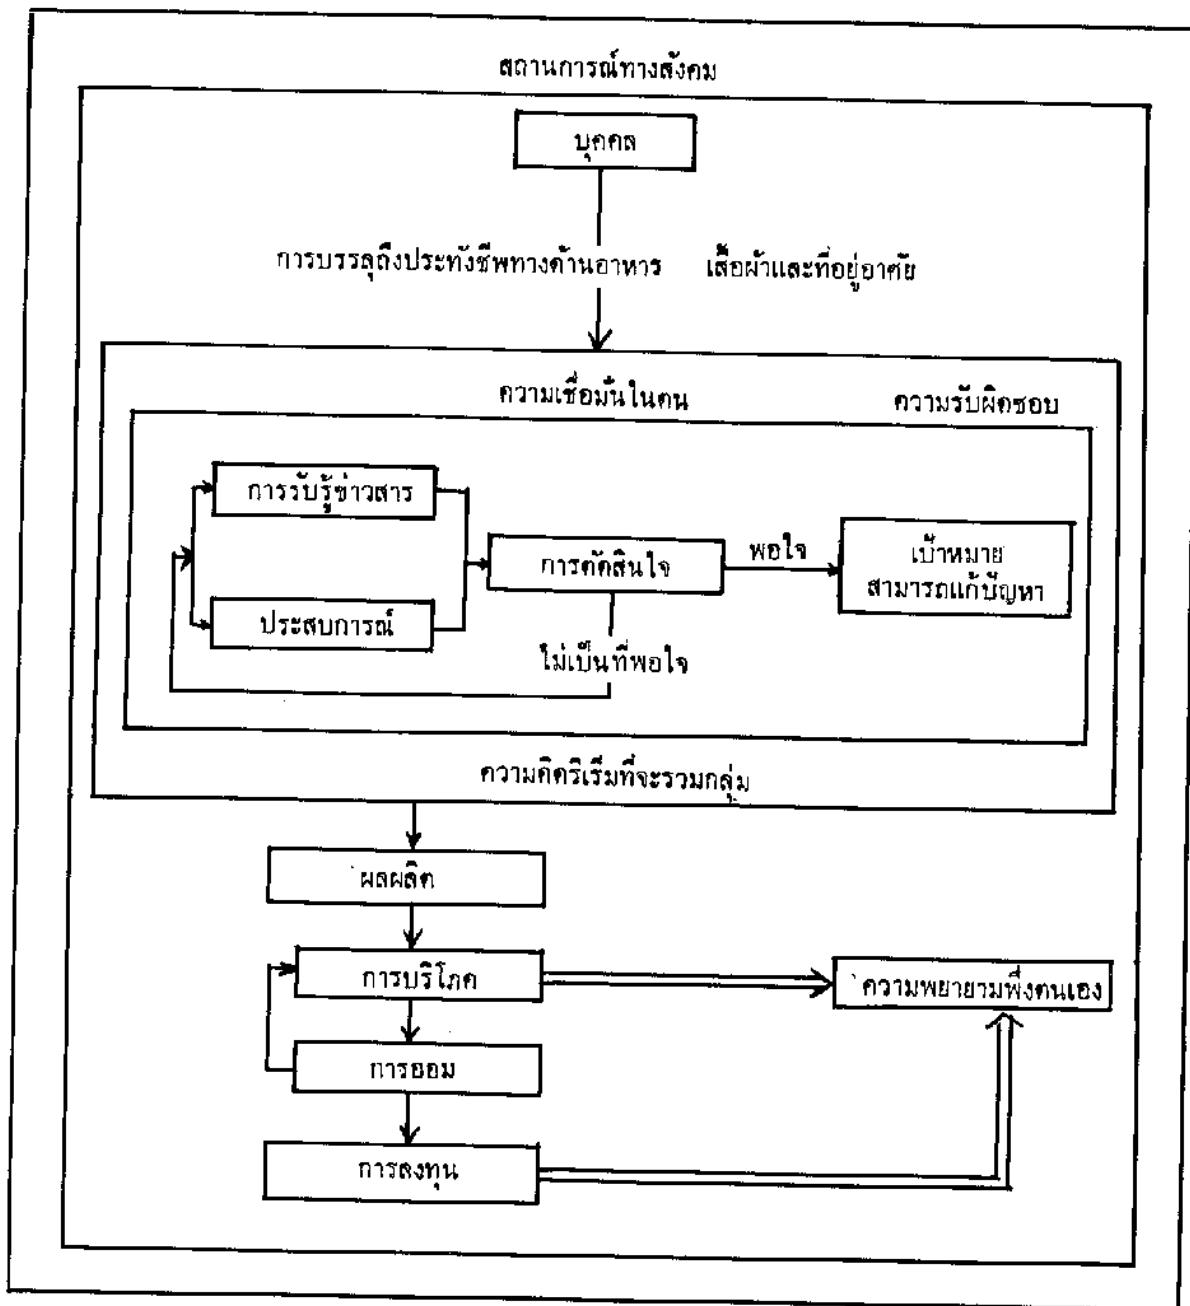 สถานการณ์ทางสังคม
บุคคล
การบรรลุถึงประทังชีพทางด้านอาหาร เสื้อผ้าและที่อยู่อาศัย
ความเชื่อมั่นในตน ความรับผิดชอบ
การรับรู้ข่าวสาร
การตัดสินใจ
พอใจ
เป้าหมาย
สามารถแก้ปัญหา
ประสบการณ์
ไม่เป็นที่พอใจ
ความคิดริเริ่มที่จะรวมกลุ่ม
ผลผลิต
การบริโภค
ความพยายามพึ่งตนเอง
การออม
การลงทุน